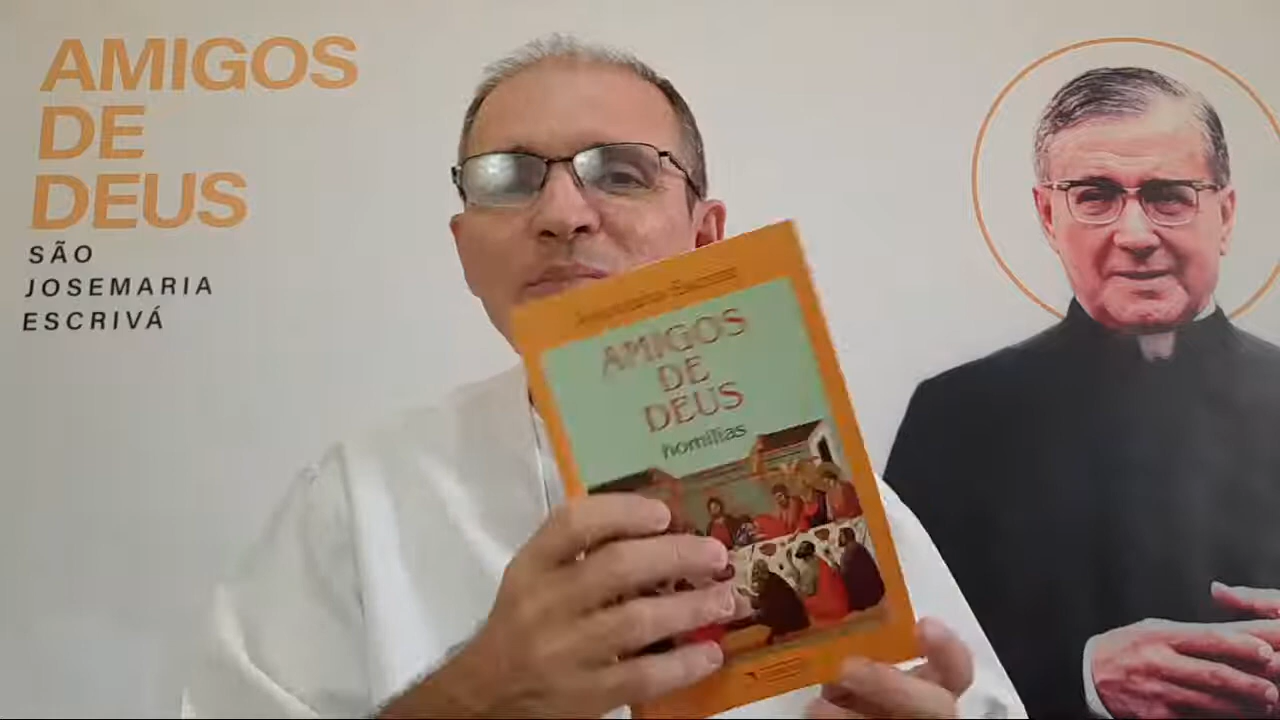 AMIGOS
DE
DEUS
SÃO
JOSEMARIA
ESCRIVÁ
AMIGOS
DE
DEUS
homilias